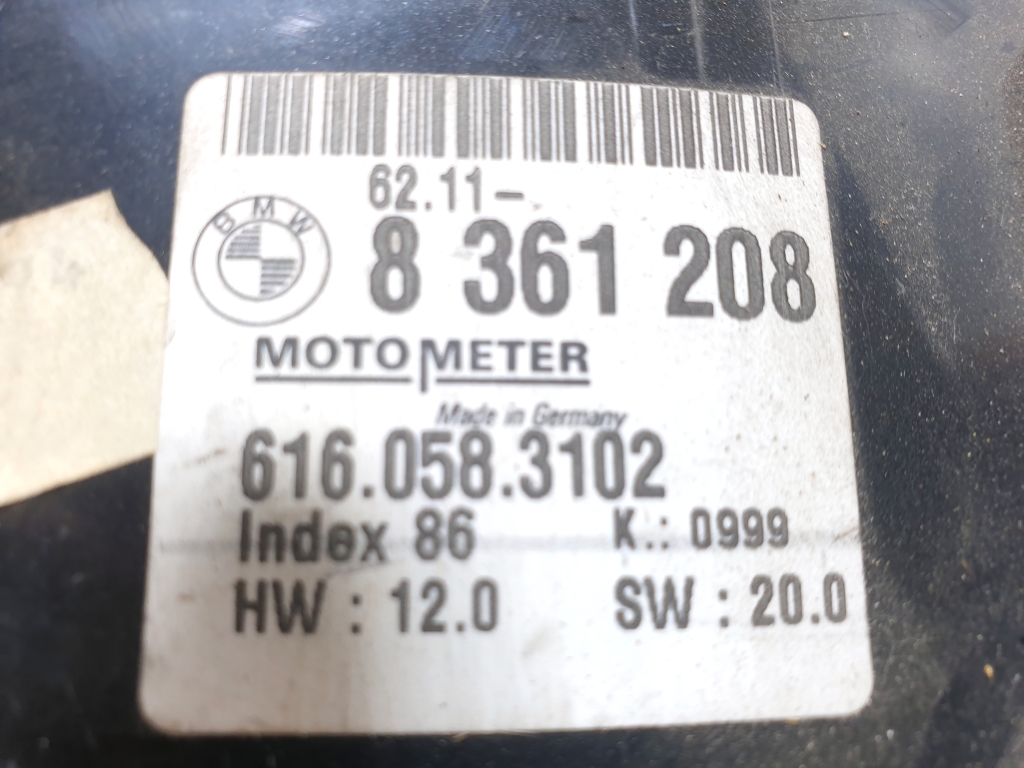 62.11-
BMW
8 361 208
MOTOMETER
Made in Germany
616.058.3102
Index 86 K.: 0999
HW : 12.0 SW : 20.0